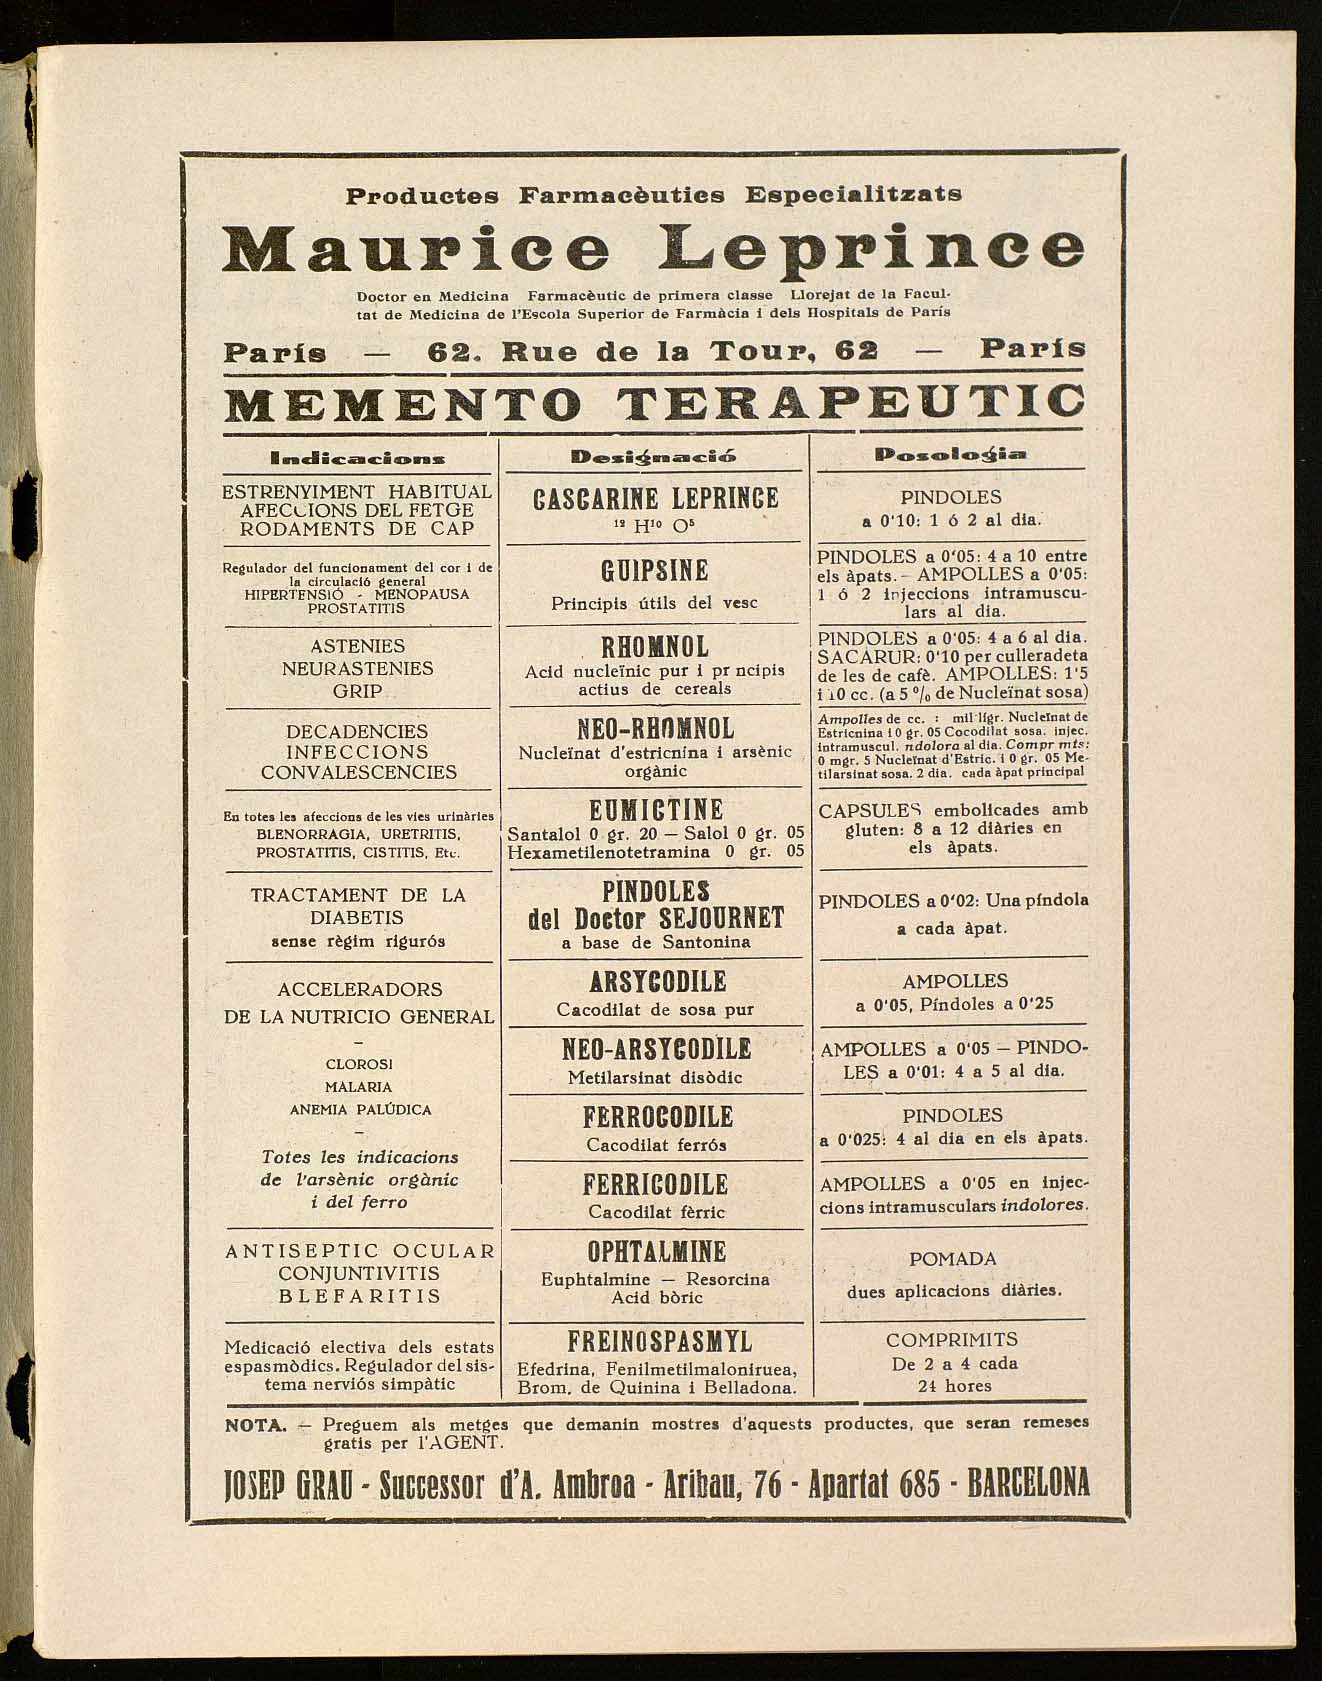 Productes Farmacèutics Especialitzats
Maurice Leprince
Doctor en Medicina Farmacèutic de primera classe Llorejat de la Facul-
tat de Medicina de l'Escola Superior de Farmàcia i dels Hospitals de París
París — 62. Rue de la Tour, 62 — París
MEMENTO TERAPEUTIC
Indicacions
Designació
Posología
ESTRENYIMENT HABITUAL
AFECCIONS DEL FETGE
RODAMENTS DE CAP
CASCARINE LEPRINCE
¹² H¹⁰ O⁵
PINDOLES
a 0'10: 1 ó 2 al dia.
Regulador del funcionament del cor i de
la circulació general
HIPERTENSIÓ - MENOPAUSA
PROSTATITIS
GUIPSINE
Principis útils del vesc
PINDOLES a 0'05: 4 a 10 entre
els àpats.— AMPOLLES a 0'05:
1 ó 2 injeccions intramuscu-
lars al dia.
ASTENIES
NEURASTENIES
GRIP
RHOMNOL
Acid nucleïnic pur i pr ncipis
actius de cereals
PINDOLES a 0'05: 4 a 6 al dia.
SACARUR: 0'10 per culleradeta
de les de cafè. AMPOLLES: 1'5
i 10 cc. (a 5 % de Nucleïnat sosa)
DECADENCIES
INFECCIONS
CONVALESCENCIES
NEO-RHOMNOL
Nucleïnat d'estricnína i arsènic
orgànic
Ampolles de cc. : mil·ligr. Nucleïnat de
Estricnina i 0 gr. 05 Cocodilat sosa. injec.
intramuscul. ndolora al dia. Compr mts:
0 mgr. 5 Nucleïnat d'Estric. i 0 gr. 05 Me-
tilarsinat sosa. 2 dia. cada àpat principal
En totes les afeccions de les vies urinàries
BLENORRAGIA, URETRITIS,
PROSTATITIS, CISTITIS, Etc.
EUMICTINE
Santalol 0 gr. 20 — Salol 0 gr. 05
Hexametilenotetramina 0 gr. 05
CAPSULES embolicades amb
gluten: 8 a 12 diàries en
els àpats.
TRACTAMENT DE LA
DIABETIS
sense règim rigurós
PINDOLES
del Doctor SEJOURNET
a base de Santonina
PINDOLES a 0'02: Una píndola
a cada àpat.
ACCELERADORS
DE LA NUTRICIO GENERAL
—
CLOROSI
MALARIA
ANEMIA PALÚDICA
—
Totes les indicacions
de l'arsènic orgànic
i del ferro
ARSYCODILE
Cacodilat de sosa pur
AMPOLLES
a 0'05, Píndoles a 0'25
NEO-ARSYCODILE
Metilarsinat disòdic
AMPOLLES a 0'05 — PINDO-
LES a 0'01: 4 a 5 al dia.
FERROCODILE
Cacodilat ferrós
PINDOLES
a 0'025: 4 al dia en els àpats.
FERRICODILE
Cacodilat fèrric
AMPOLLES a 0'05 en injec-
cions intramusculars indolores.
ANTISEPTIC OCULAR
CONJUNTIVITIS
BLEFARITIS
OPHTALMINE
Euphtalmine — Resorcina
Acid bòric
POMADA
dues aplicacions diàries.
Medicació electiva dels estats
espasmòdics. Regulador del sis-
tema nerviós simpàtic
FREINOSPASMYL
Efedrina, Fenilmetilmaloniruea,
Brom. de Quinina i Belladona.
COMPRIMITS
De 2 a 4 cada
24 hores
NOTA. — Preguem als metges que demanin mostres d'aquests productes, que seran remeses
gratis per l'AGENT.
JOSEP GRAU - Successor d'A. Ambroa - Aribau, 76 - Apartat 685 - BARCELONA